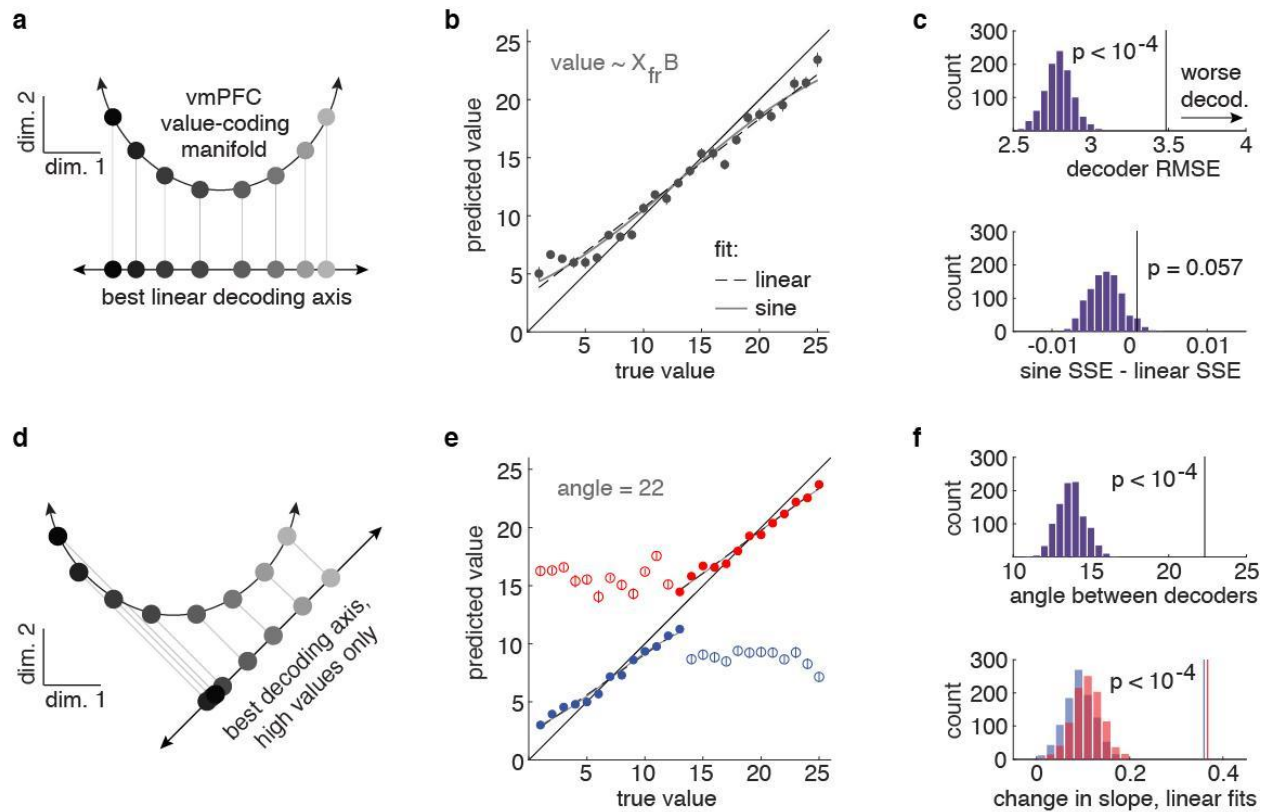 a
dim. 2
dim. 1
vmPFC
value-coding
manifold
best linear decoding axis
b
predicted value
25
20
15
10
5
0
value ~ X_fr B
fit:
linear
sine
5 10 15 20 25
true value
c
count
300
200
100
p < 10^-4
worse
decod.
2.5 3 3.5 4
decoder RMSE
count
300
200
100
p = 0.057
-0.01 0 0.01
sine SSE - linear SSE
d
dim. 2
dim. 1
best decoding axis,
high values only
e
predicted value
25
20
15
10
5
0
angle = 22
5 10 15 20 25
true value
f
count
300
200
100
p < 10^-4
10 15 20 25
angle between decoders
count
300
200
100
p < 10^-4
0 0.2 0.4
change in slope, linear fits